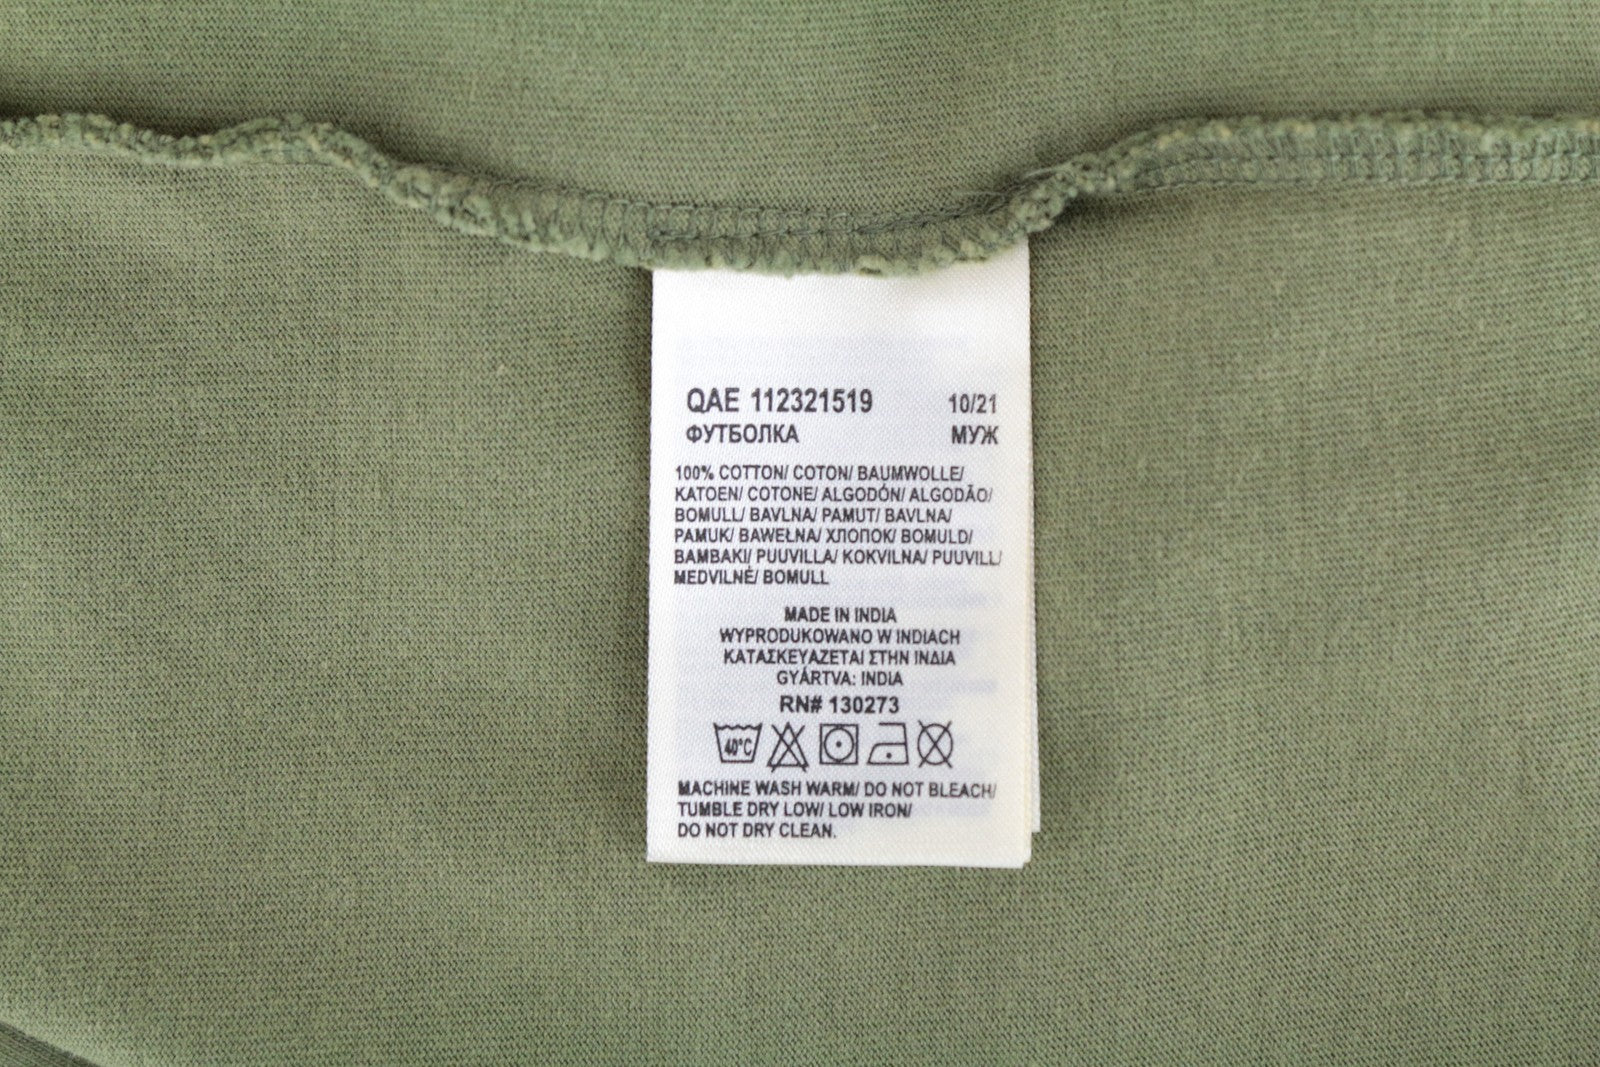 QAE 112321519 10/21
ФУТБОЛКА МУЖ
100% COTTON/ COTON/ BAUMWOLLE/
KATOEN/ COTONE/ ALGODÓN/ ALGODÃO/
BOMULL/ BAVLNA/ PAMUT/ BAVLNA/
PAMUK/ BAWEŁNA/ ХЛОПОК/ BOMULD/
BAMBAKI/ PUUVILLA/ KOKVILNA/ PUUVILL/
MEDVILNĖ/ BOMULL
MADE IN INDIA
WYPRODUKOWANO W INDIACH
ΚΑΤΑΣΚΕΥΑΖΕΤΑΙ ΣΤΗΝ ΙΝΔΙΑ
GYÁRTVA: INDIA
RN# 130273
40°C
MACHINE WASH WARM/ DO NOT BLEACH/
TUMBLE DRY LOW/ LOW IRON/
DO NOT DRY CLEAN.